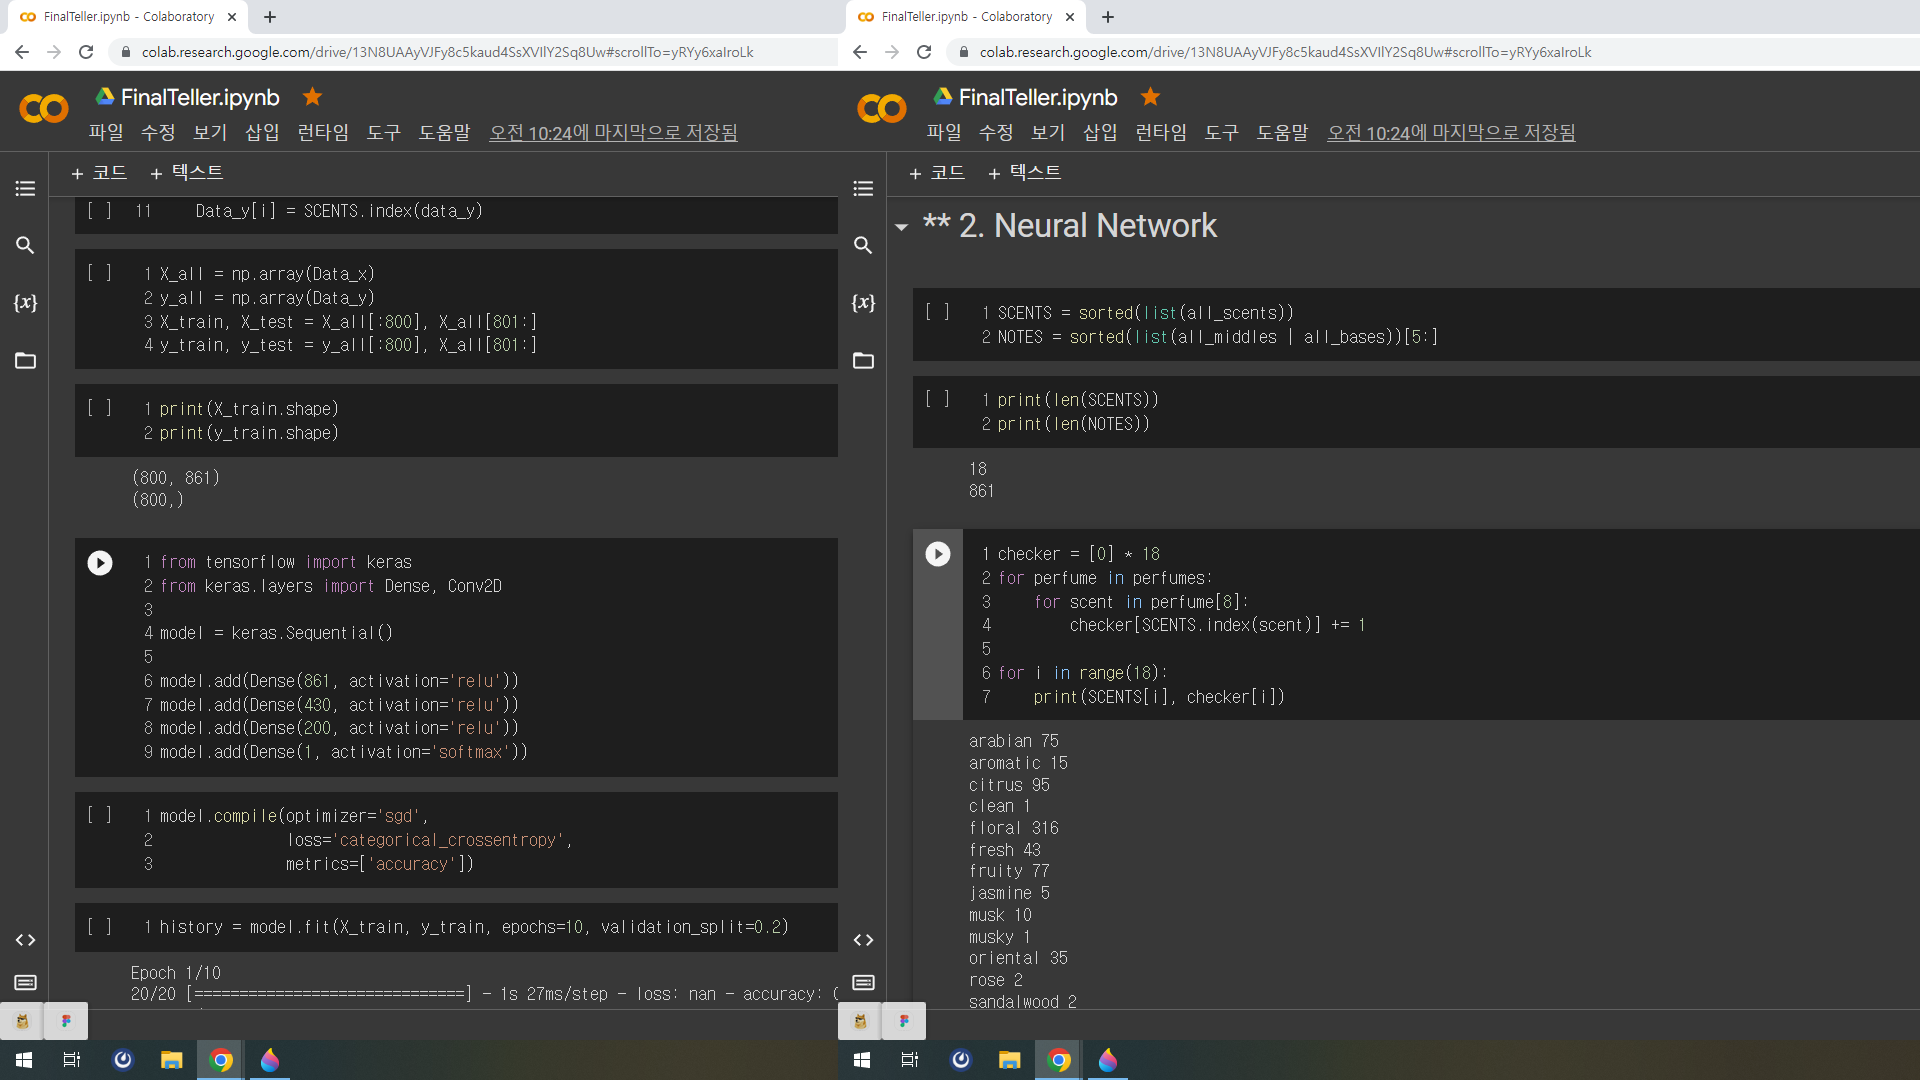 FinalTeller.ipynb - Colaboratory
colab.research.google.com/drive/13N8UAAyVJFy8c5kaud4SsXVIlY2Sq8Uw#scrollTo=yRYy6xaIroLk
FinalTeller.ipynb
파일 수정 보기 삽입 런타임 도구 도움말 오전 10:24에 마지막으로 저장됨
+ 코드 + 텍스트
{x}
[ ] 11 Data_y[i] = SCENTS.index(data_y)
[ ] 1 X_all = np.array(Data_x)
2 y_all = np.array(Data_y)
3 X_train, X_test = X_all[:800], X_all[801:]
4 y_train, y_test = y_all[:800], X_all[801:]
[ ] 1 print(X_train.shape)
2 print(y_train.shape)
(800, 861)
(800,)
1 from tensorflow import keras
2 from keras.layers import Dense, Conv2D
3
4 model = keras.Sequential()
5
6 model.add(Dense(861, activation='relu'))
7 model.add(Dense(430, activation='relu'))
8 model.add(Dense(200, activation='relu'))
9 model.add(Dense(1, activation='softmax'))
[ ] 1 model.compile(optimizer='sgd',
2 loss='categorical_crossentropy',
3 metrics=['accuracy'])
[ ] 1 history = model.fit(X_train, y_train, epochs=10, validation_split=0.2)
Epoch 1/10
20/20 [==============================] - 1s 27ms/step - loss: nan - accuracy:
FinalTeller.ipynb - Colaboratory
colab.research.google.com/drive/13N8UAAyVJFy8c5kaud4SsXVIlY2Sq8Uw#scrollTo=yRYy6xaIroLk
FinalTeller.ipynb
파일 수정 보기 삽입 런타임 도구 도움말 오전 10:24에 마지막으로 저장됨
+ 코드 + 텍스트
{x}
** 2. Neural Network
[ ] 1 SCENTS = sorted(list(all_scents))
2 NOTES = sorted(list(all_middles | all_bases))[5:]
[ ] 1 print(len(SCENTS))
2 print(len(NOTES))
18
861
1 checker = [0] * 18
2 for perfume in perfumes:
3 for scent in perfume[8]:
4 checker[SCENTS.index(scent)] += 1
5
6 for i in range(18):
7 print(SCENTS[i], checker[i])
arabian 75
aromatic 15
citrus 95
clean 1
floral 316
fresh 43
fruity 77
jasmine 5
musk 10
musky 1
oriental 35
rose 2
sandalwood 2